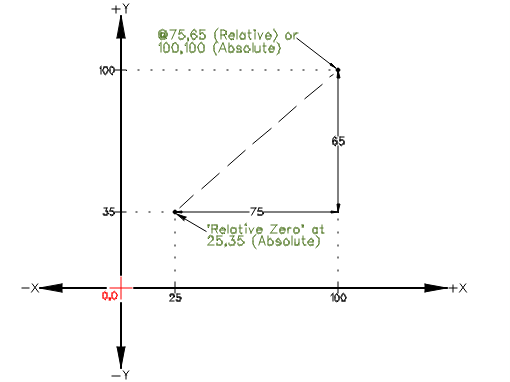 +Y
@75,65 (Relative) or
100,100 (Absolute)
100
65
35
75
"Relative Zero" at
25,35 (Absolute)
-X
+X
0,0
25
100
-Y